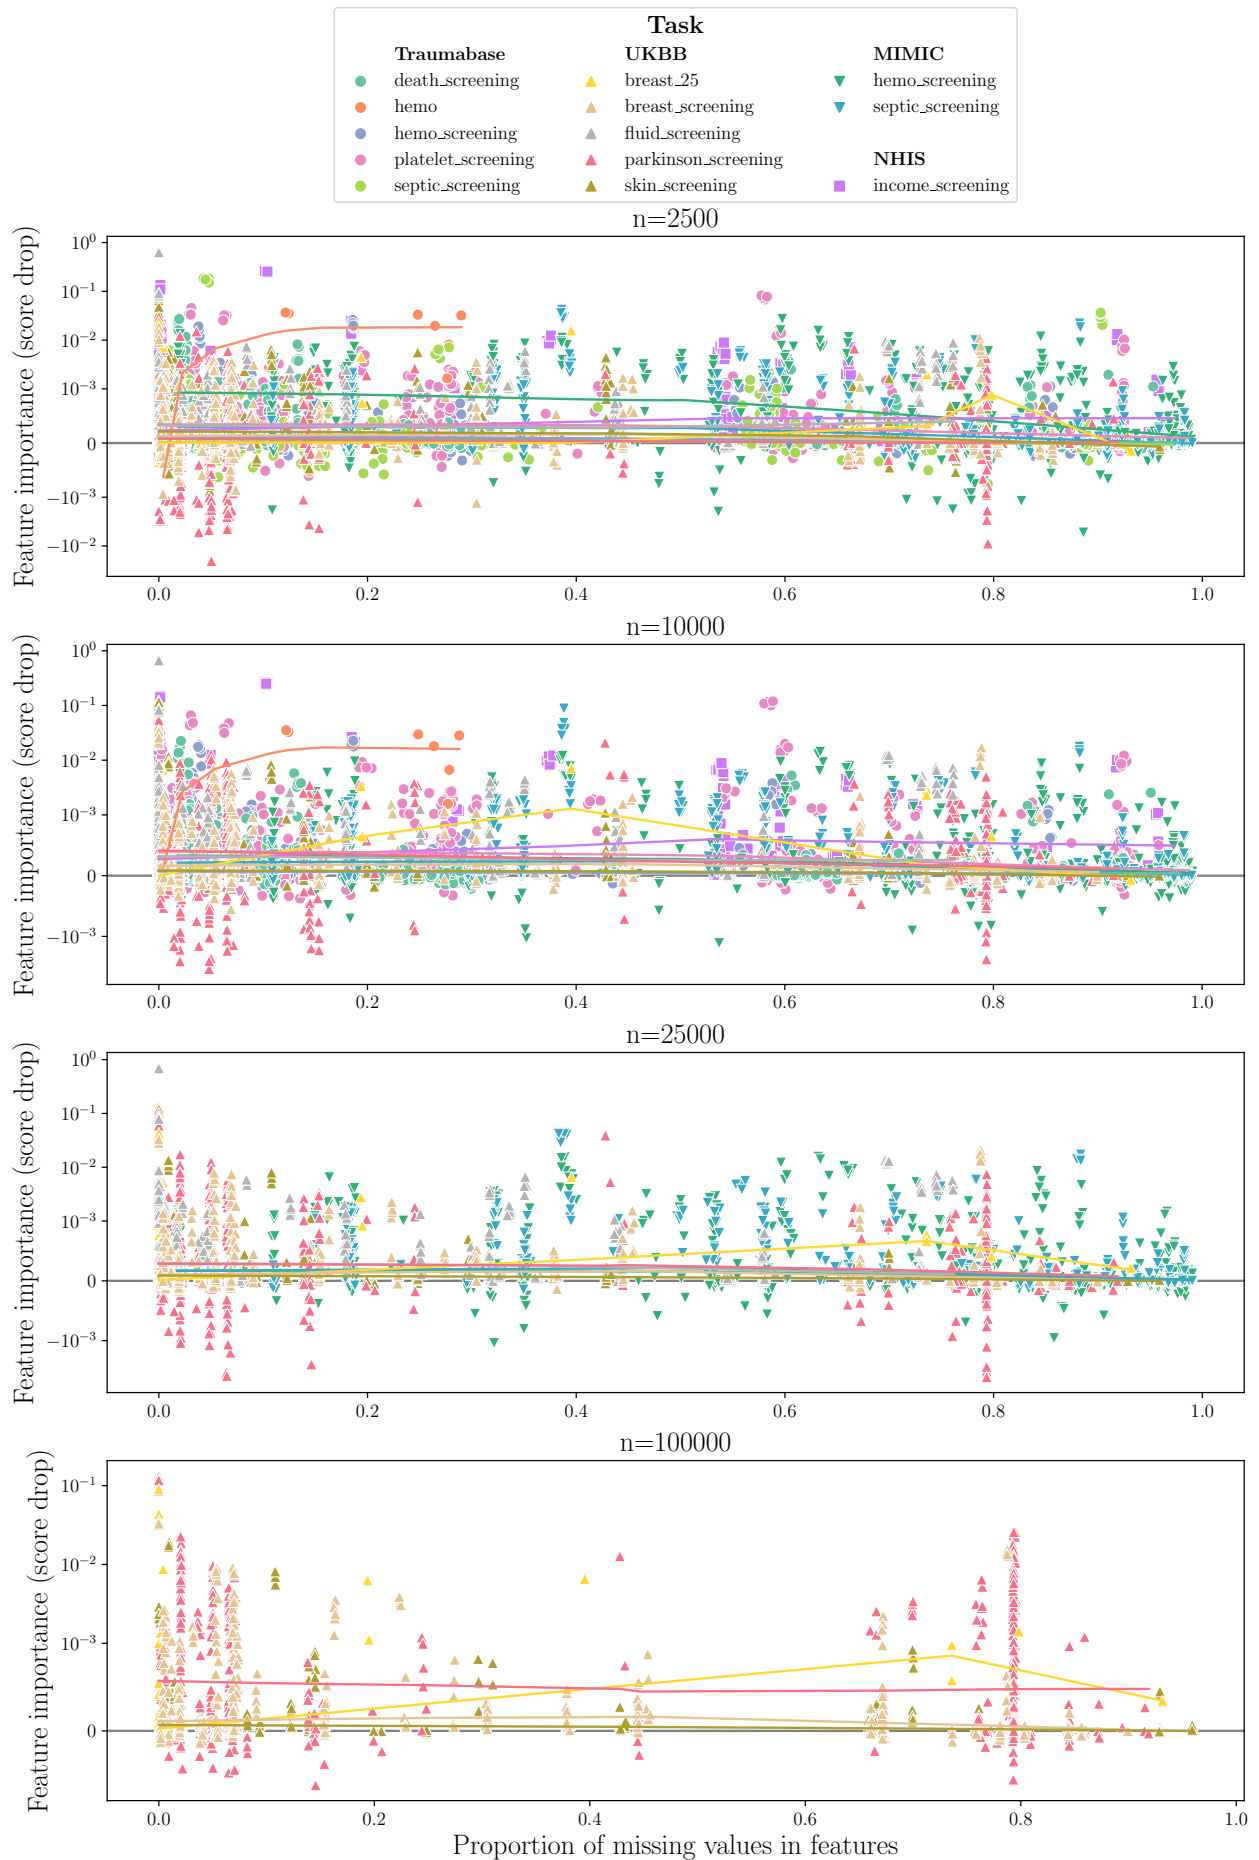 Task
Traumabase
death_screening
hemo
hemo_screening
platelet_screening
septic_screening
UKBB
breast_25
breast_screening
fluid_screening
parkinson_screening
skin_screening
MIMIC
hemo_screening
septic_screening
NHIS
income_screening
n=2500
Feature importance (score drop)
10⁰
10⁻¹
10⁻²
10⁻³
0
−10⁻³
−10⁻²
0.0 0.2 0.4 0.6 0.8 1.0
n=10000
Feature importance (score drop)
10⁰
10⁻¹
10⁻²
10⁻³
0
−10⁻³
0.0 0.2 0.4 0.6 0.8 1.0
n=25000
Feature importance (score drop)
10⁰
10⁻¹
10⁻²
10⁻³
0
−10⁻³
0.0 0.2 0.4 0.6 0.8 1.0
n=100000
Feature importance (score drop)
10⁻¹
10⁻²
10⁻³
0
0.0 0.2 0.4 0.6 0.8 1.0
Proportion of missing values in features